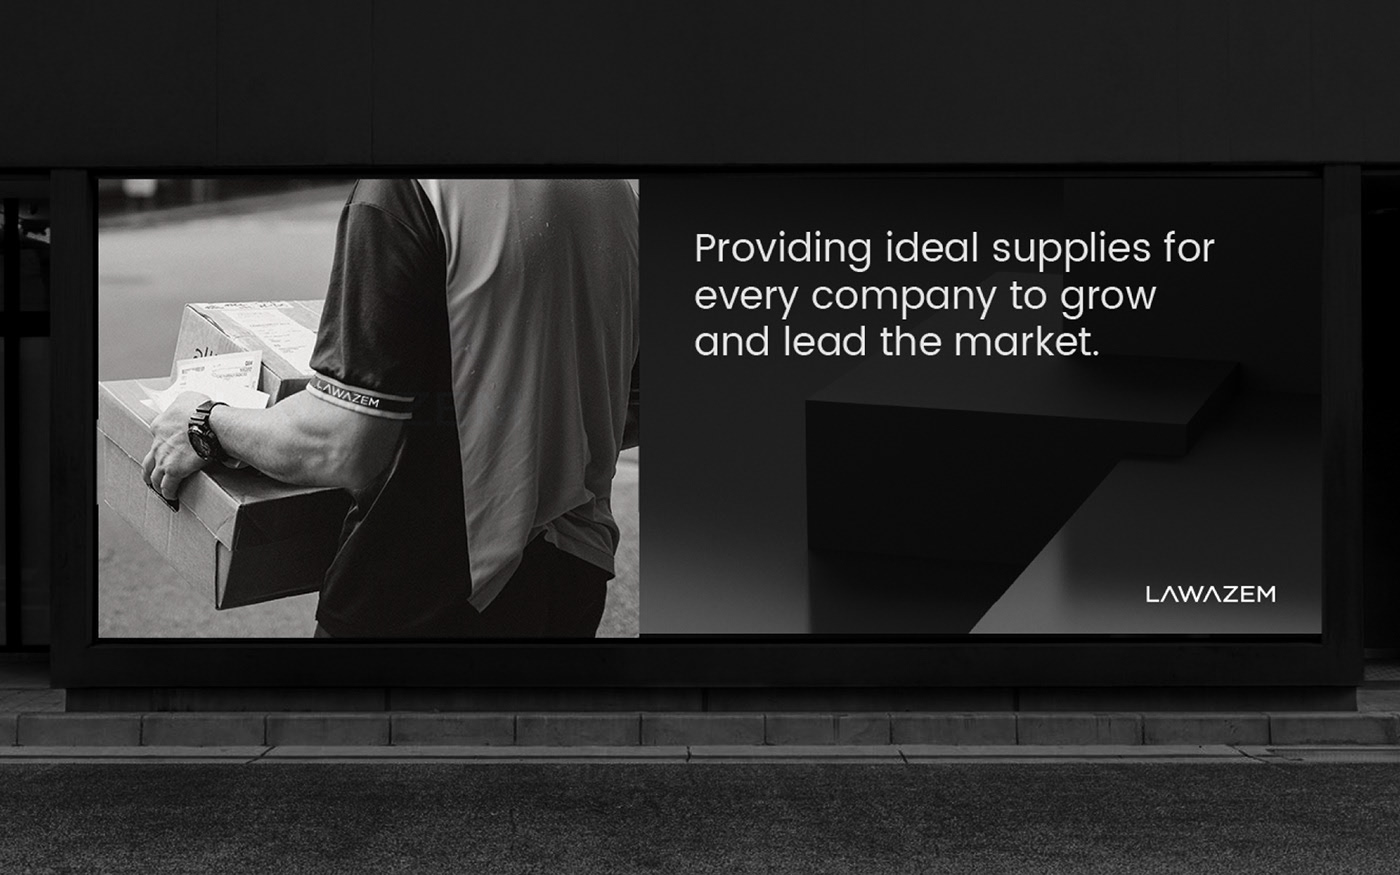 LAWAZEM
Providing ideal supplies for
every company to grow
and lead the market.
LAWAZEM